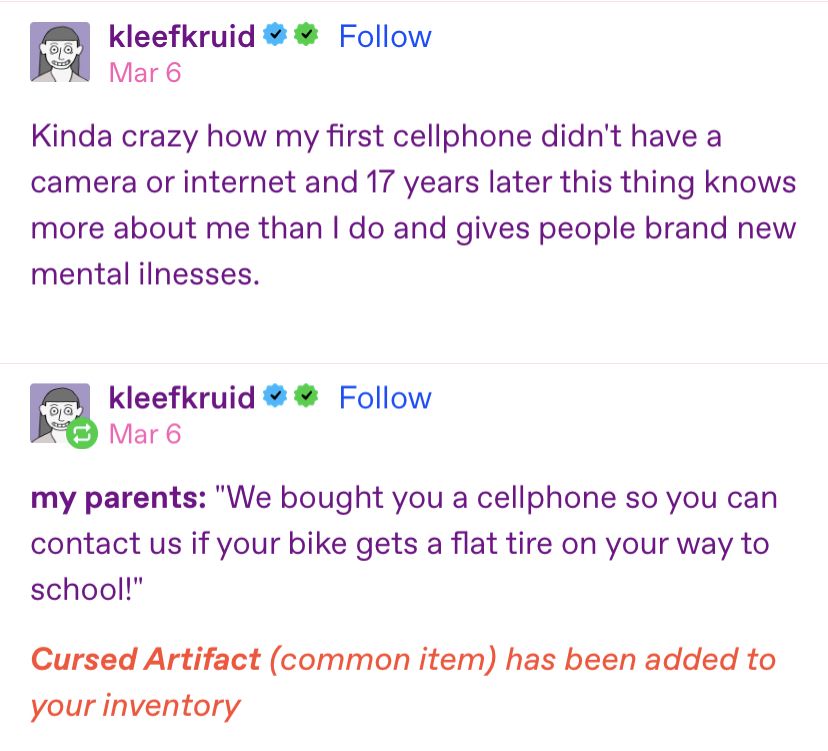 kleefkruid Follow
Mar 6
Kinda crazy how my first cellphone didn't have a
camera or internet and 17 years later this thing knows
more about me than I do and gives people brand new
mental ilnesses.
kleefkruid Follow
Mar 6
my parents: "We bought you a cellphone so you can
contact us if your bike gets a flat tire on your way to
school!"
Cursed Artifact (common item) has been added to
your inventory